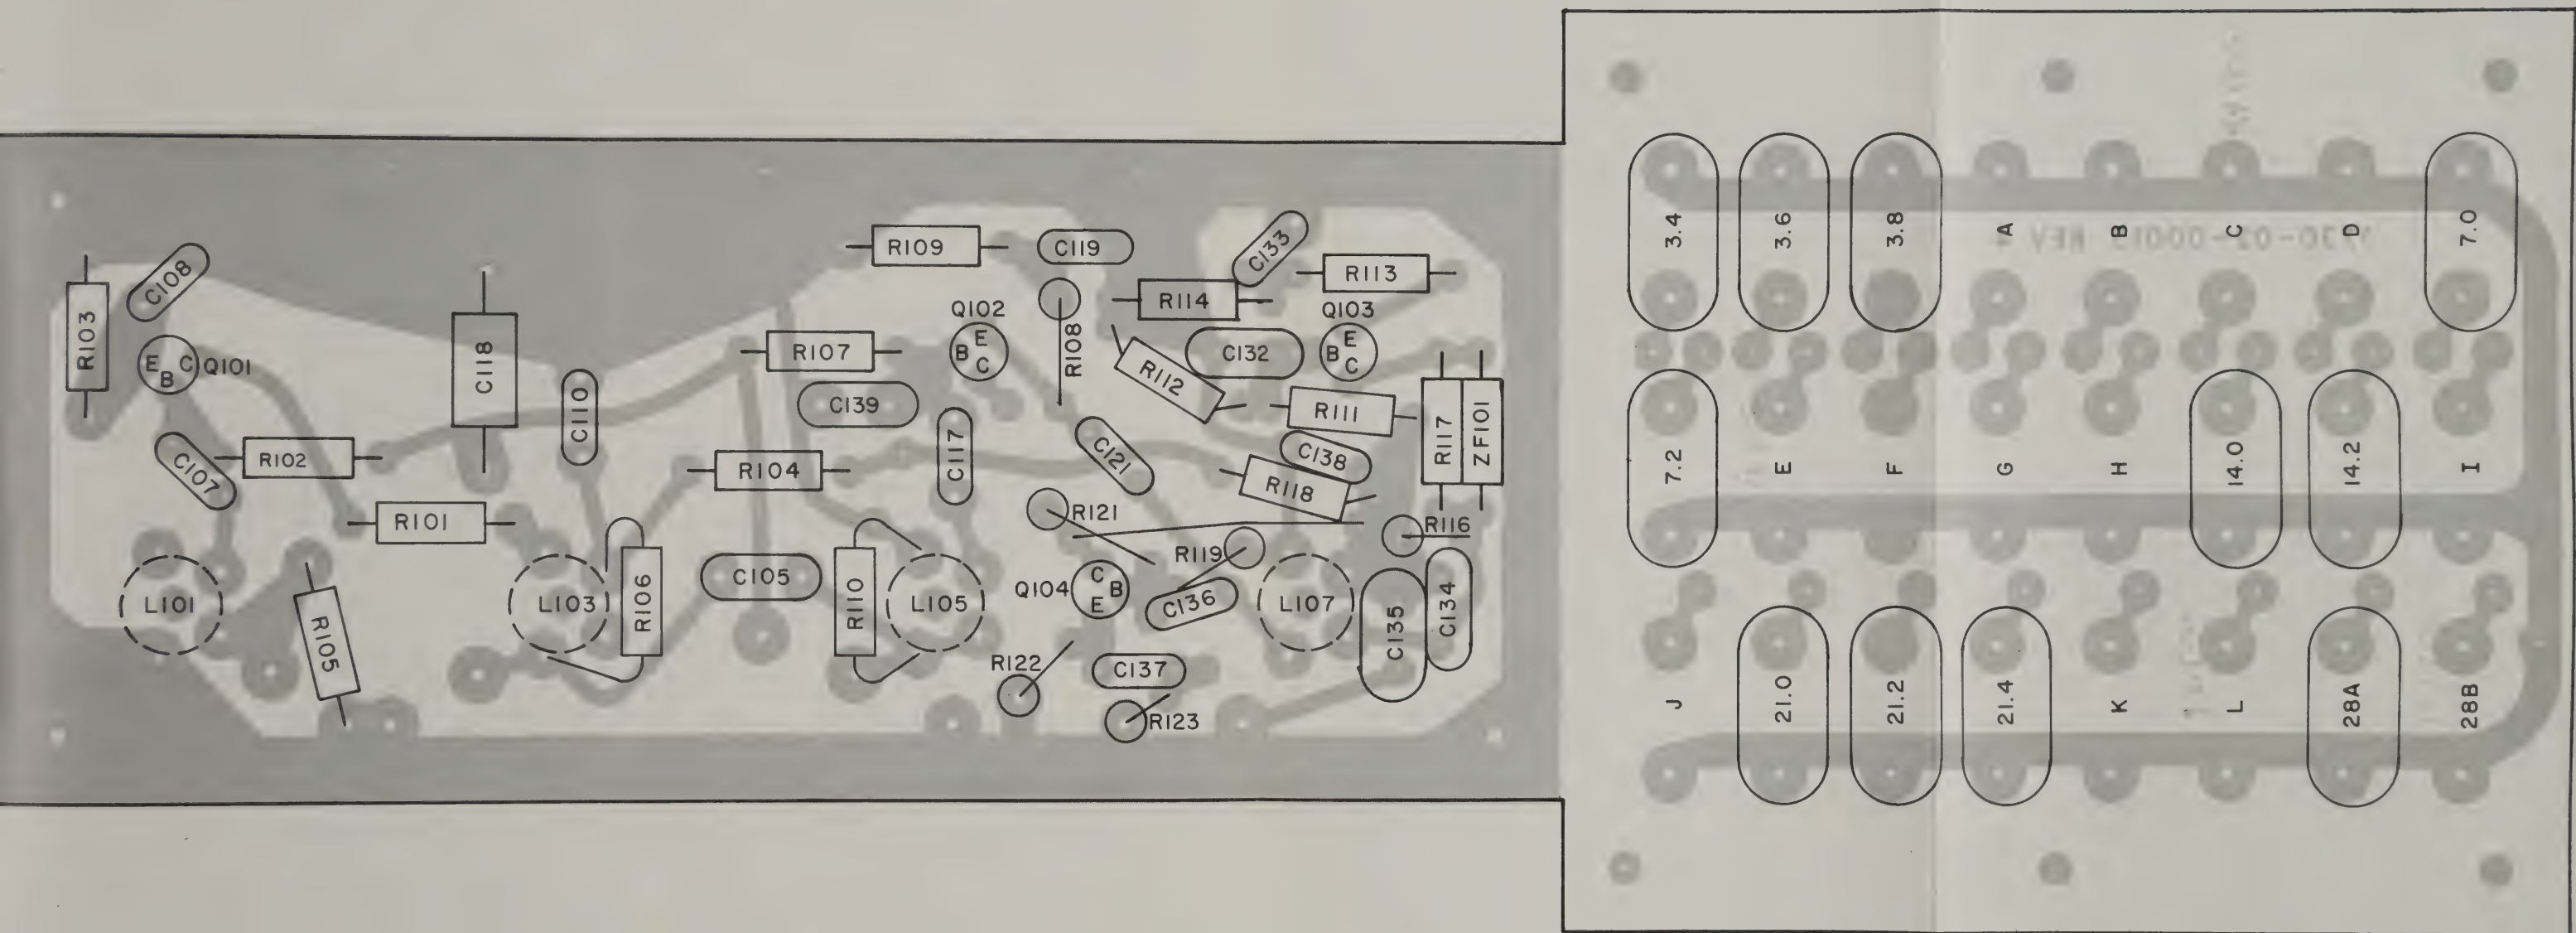 R109
C119
C133
C108
R113
R114
R103
Q102
E
B
C
Q103
E
B
C
R108
E
C
B
Q101
C118
R107
C132
R112
C139
C110
R111
R117
ZF101
C107
R102
R104
C117
C121
C138
R118
R101
R121
R116
R119
L101
R105
L103
R106
C105
R110
L105
Q104
C
B
E
C136
L107
C135
C134
R122
C137
R123
3.4
3.6
3.8
A
B
C
D
7.0
7.2
E
F
G
H
14.0
14.2
I
J
21.0
21.2
21.4
K
L
28A
28B